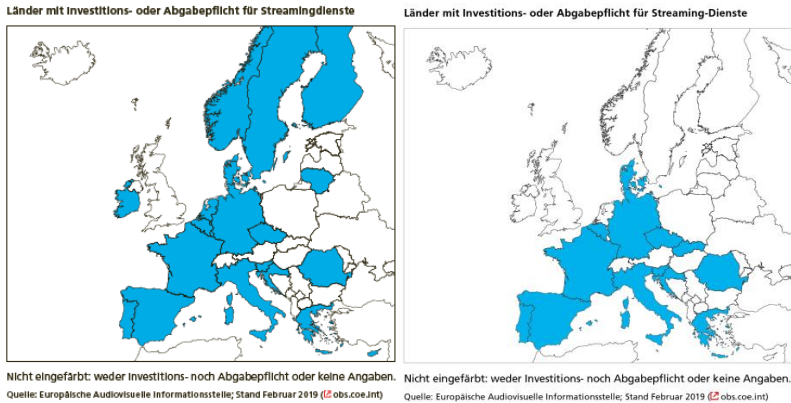 Länder mit Investitions- oder Abgabepflicht für Streamingdienste
Nicht eingefärbt: weder Investitions- noch Abgabepflicht oder keine Angaben.
Quelle: Europäische Audiovisuelle Informationsstelle; Stand Februar 2019 (obs.coe.int)
Länder mit Investitions- oder Abgabepflicht für Streaming-Dienste
Nicht eingefärbt: weder Investitions- noch Abgabepflicht oder keine Angaben.
Quelle: Europäische Audiovisuelle Informationsstelle; Stand Februar 2019 (obs.coe.int)